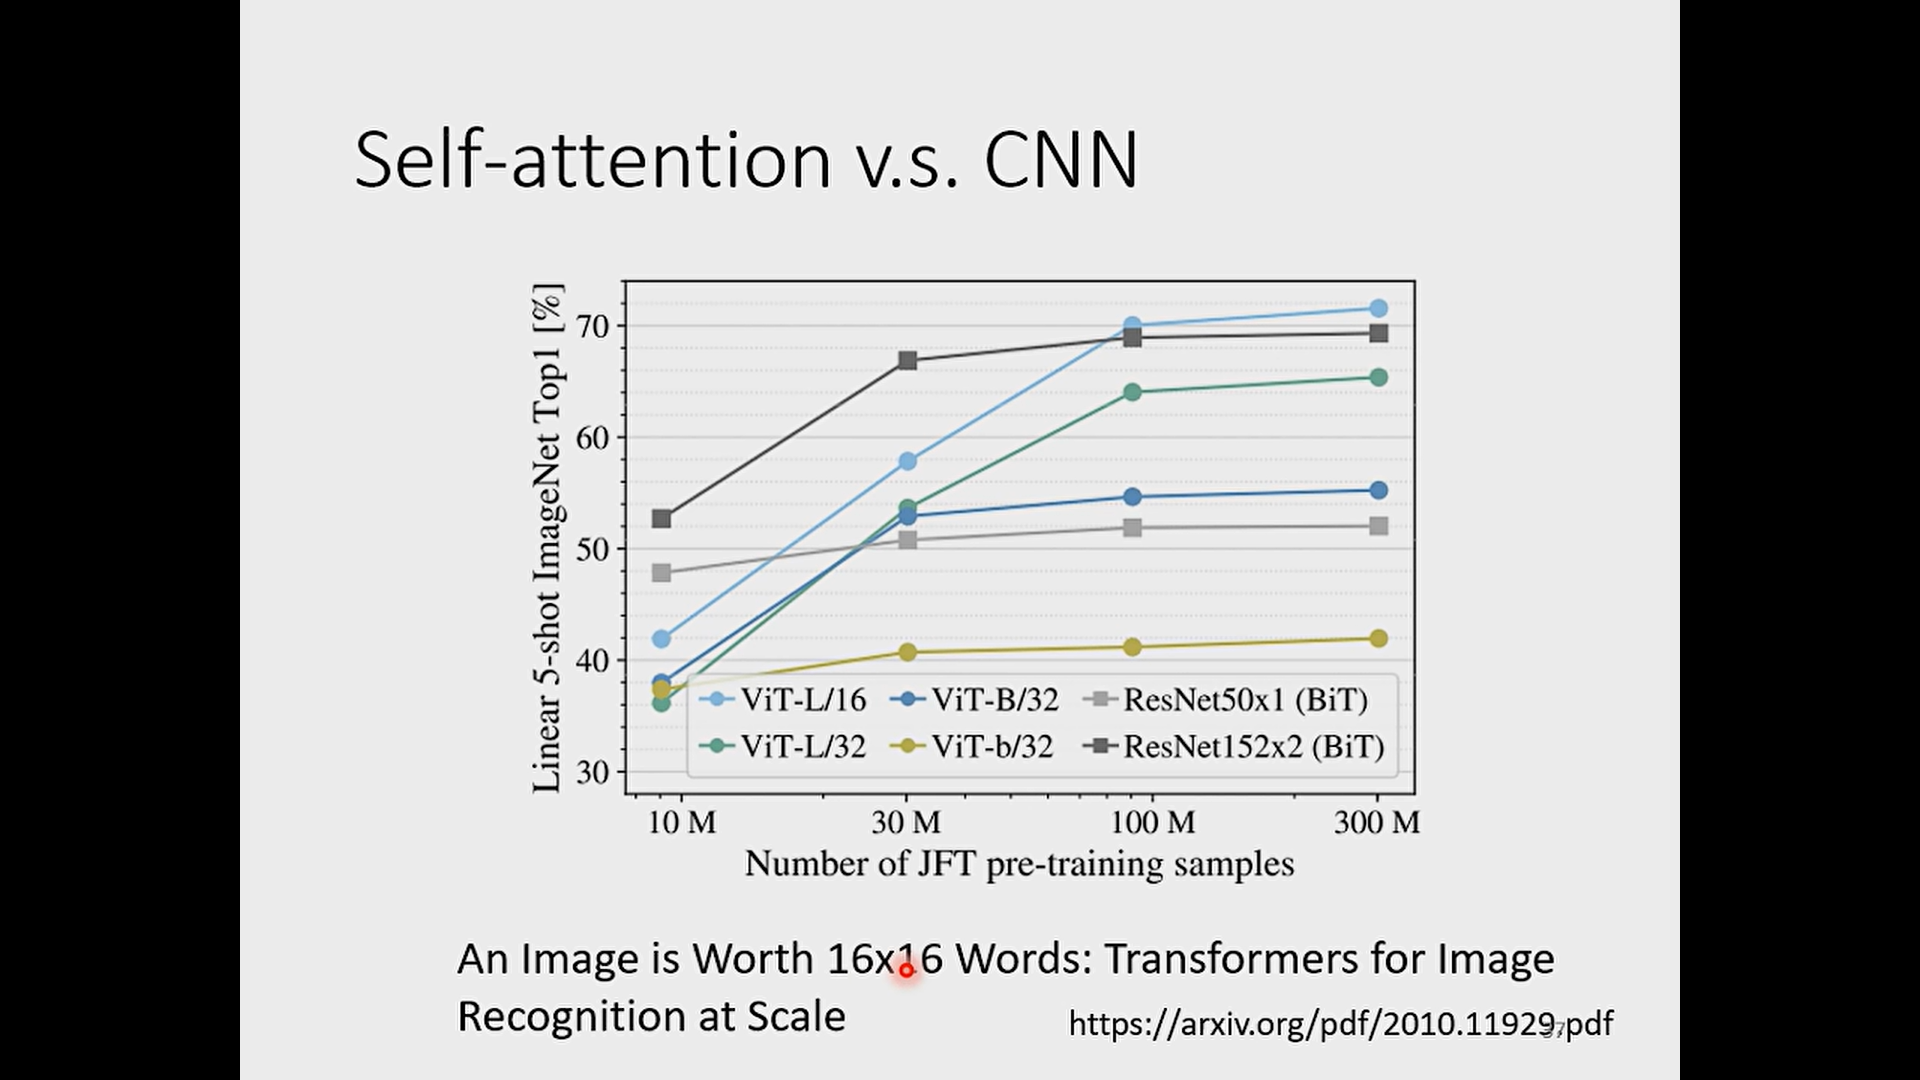 Self-attention v.s. CNN
Linear 5-shot ImageNet Top1 [%]
70
60
50
40
30
ViT-L/16 ViT-B/32 ResNet50x1 (BiT)
ViT-L/32 ViT-b/32 ResNet152x2 (BiT)
10 M 30 M 100 M 300 M
Number of JFT pre-training samples
An Image is Worth 16x16 Words: Transformers for Image
Recognition at Scale
https://arxiv.org/pdf/2010.11929.pdf
37